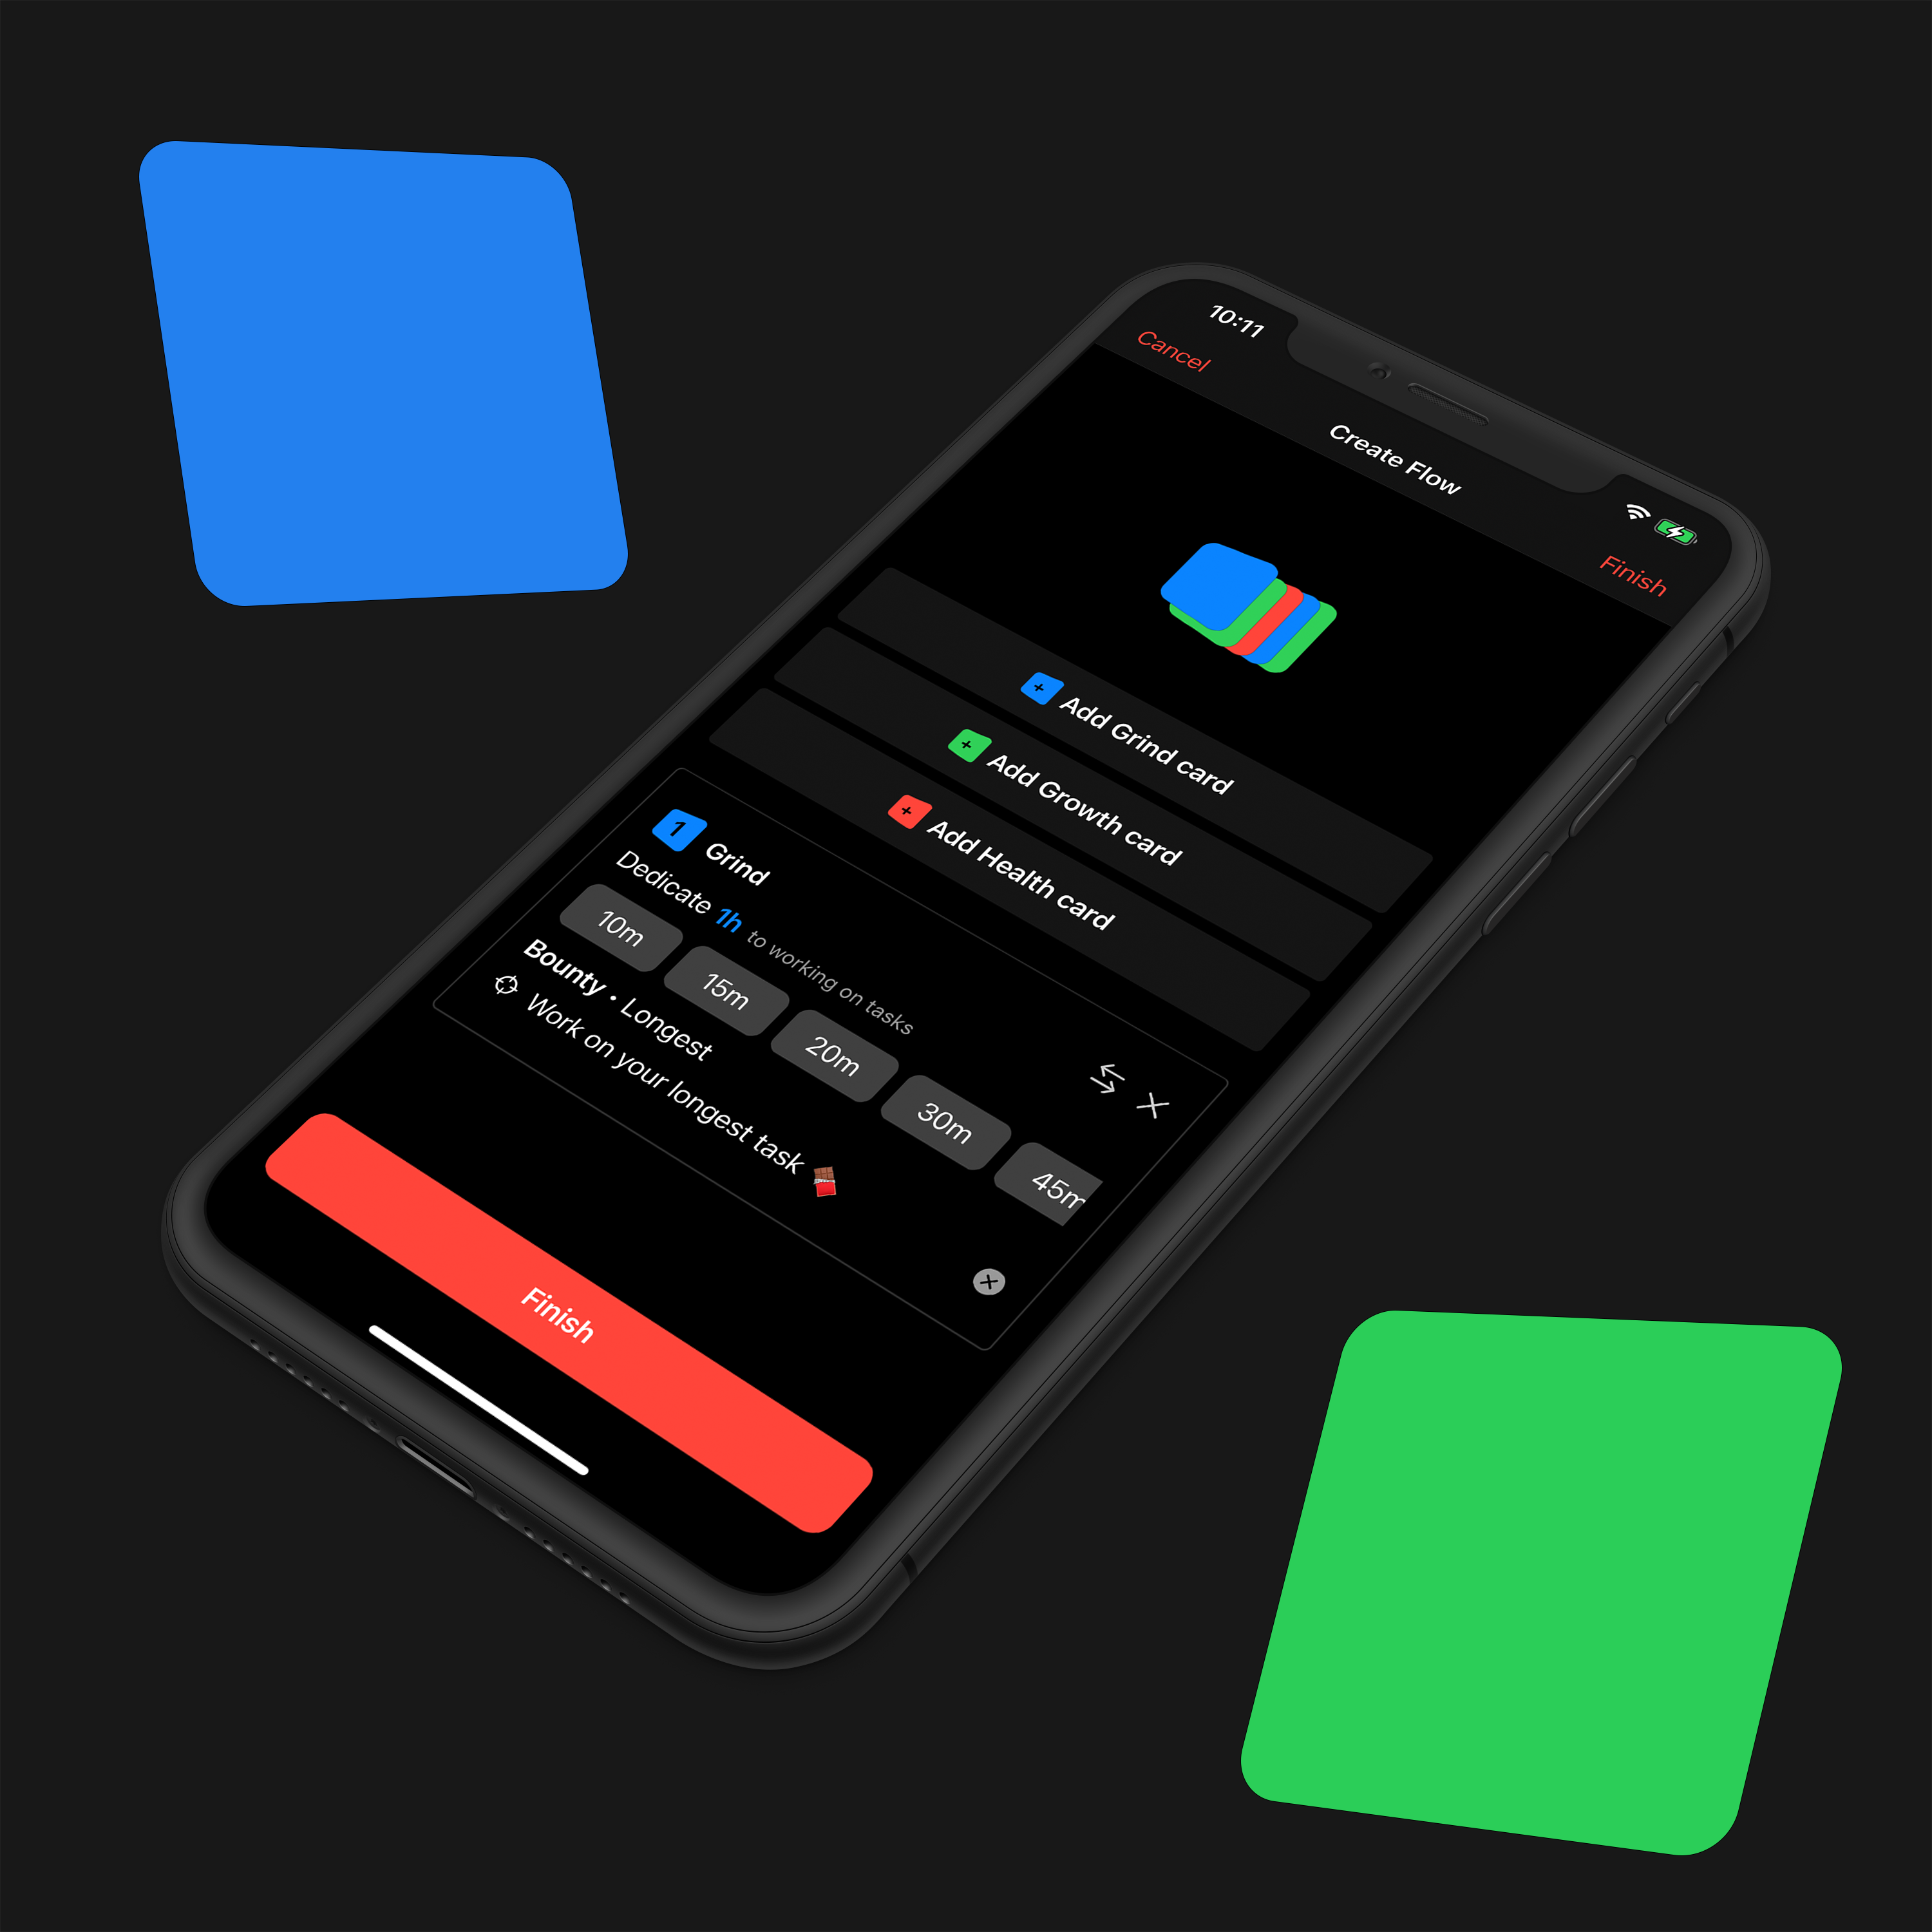 10:11
Cancel
Create Flow
Finish
+ Add Grind card
+ Add Growth card
+ Add Health card
1 Grind
Dedicate 1h to working on tasks
10m 15m 20m 30m 45m
Bounty • Longest
Work on your longest task 🍫
Finish